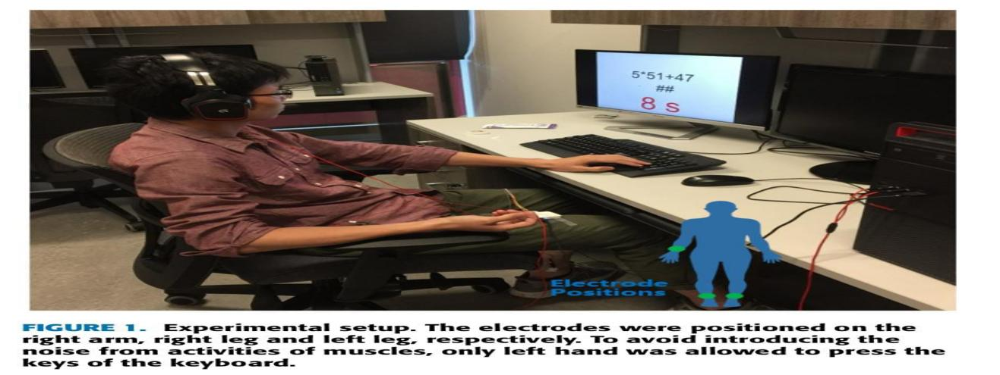 5*51+47
##
8 s
Electrode
Positions
FIGURE 1. Experimental setup. The electrodes were positioned on the
right arm, right leg and left leg, respectively. To avoid introducing the
noise from activities of muscles, only left hand was allowed to press the
keys of the keyboard.